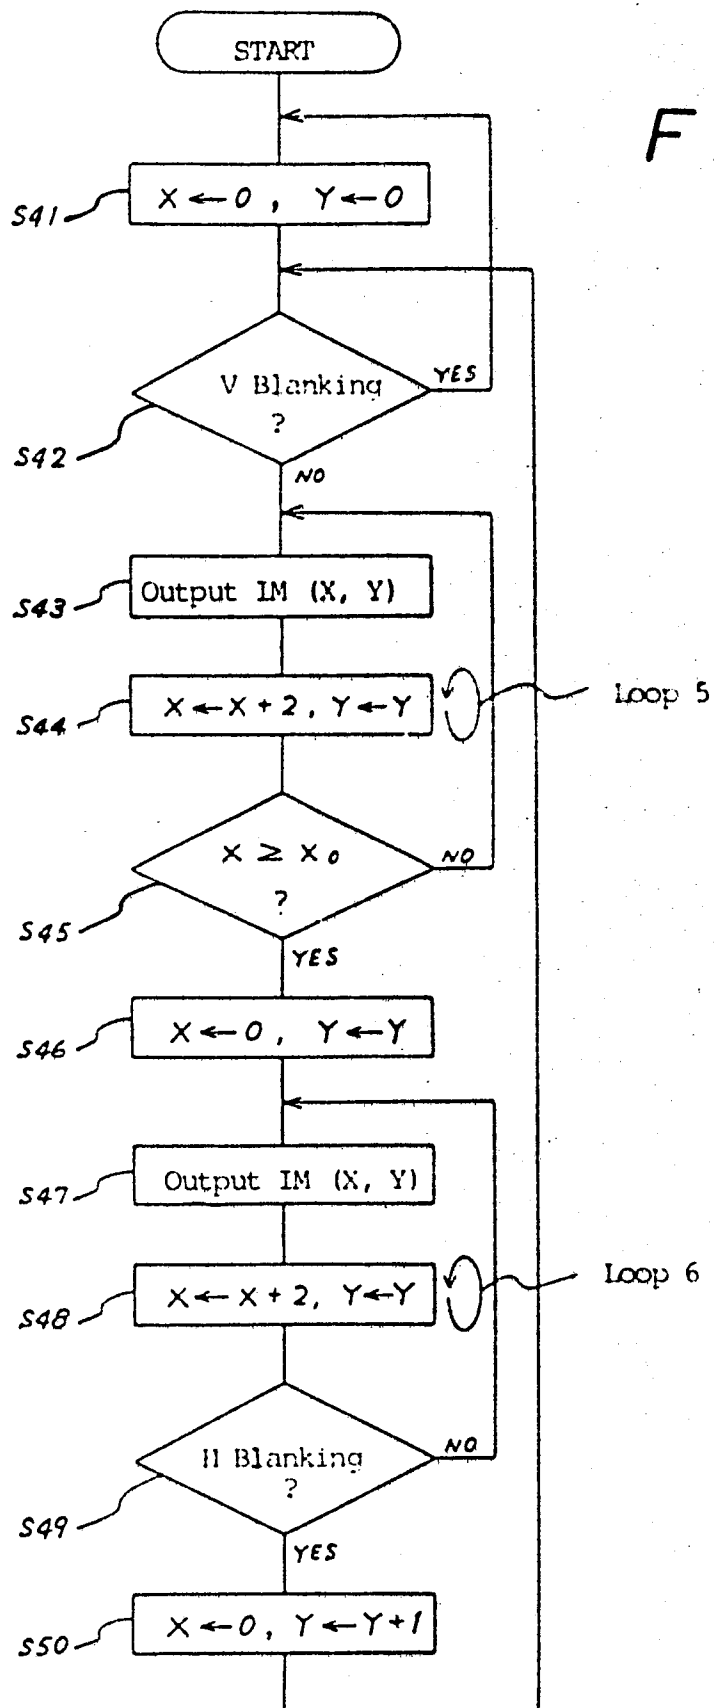 START
F
X ← 0 , Y ← 0
S41
V Blanking
?
YES
S42
NO
Output IM (X, Y)
S43
X ← X + 2, Y ← Y
Loop 5
S44
X ≥ X0
?
NO
S45
YES
X ← 0, Y ← Y
S46
Output IM (X, Y)
S47
X ← X + 2, Y ← Y
Loop 6
S48
H Blanking
?
NO
S49
YES
X ← 0, Y ← Y+1
S50